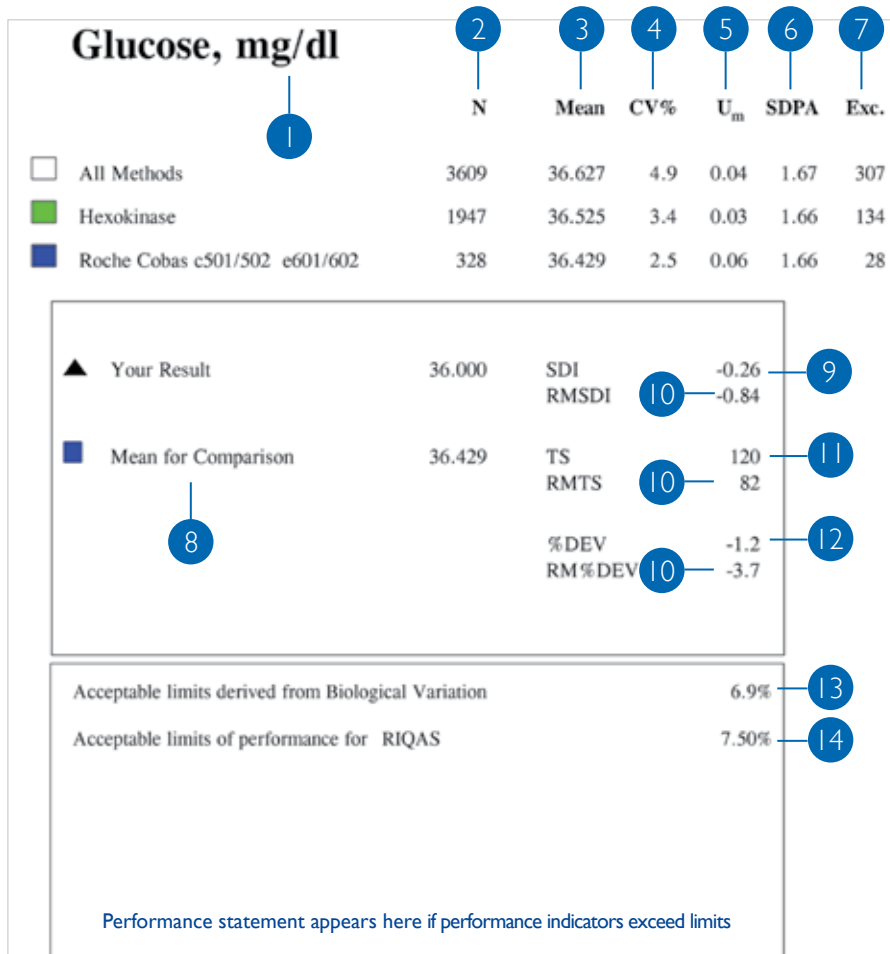 Glucose, mg/dl
1
2 3 4 5 6 7
N Mean CV% Um SDPA Exc.
All Methods 3609 36.627 4.9 0.04 1.67 307
Hexokinase 1947 36.525 3.4 0.03 1.66 134
Roche Cobas c501/502 e601/602 328 36.429 2.5 0.06 1.66 28
Your Result 36.000 SDI -0.26 9
RMSDI 10 -0.84
Mean for Comparison 36.429 TS 120 11
RMTS 10 82
8
%DEV -1.2 12
RM%DEV 10 -3.7
Acceptable limits derived from Biological Variation 6.9% 13
Acceptable limits of performance for RIQAS 7.50% 14
Performance statement appears here if performance indicators exceed limits